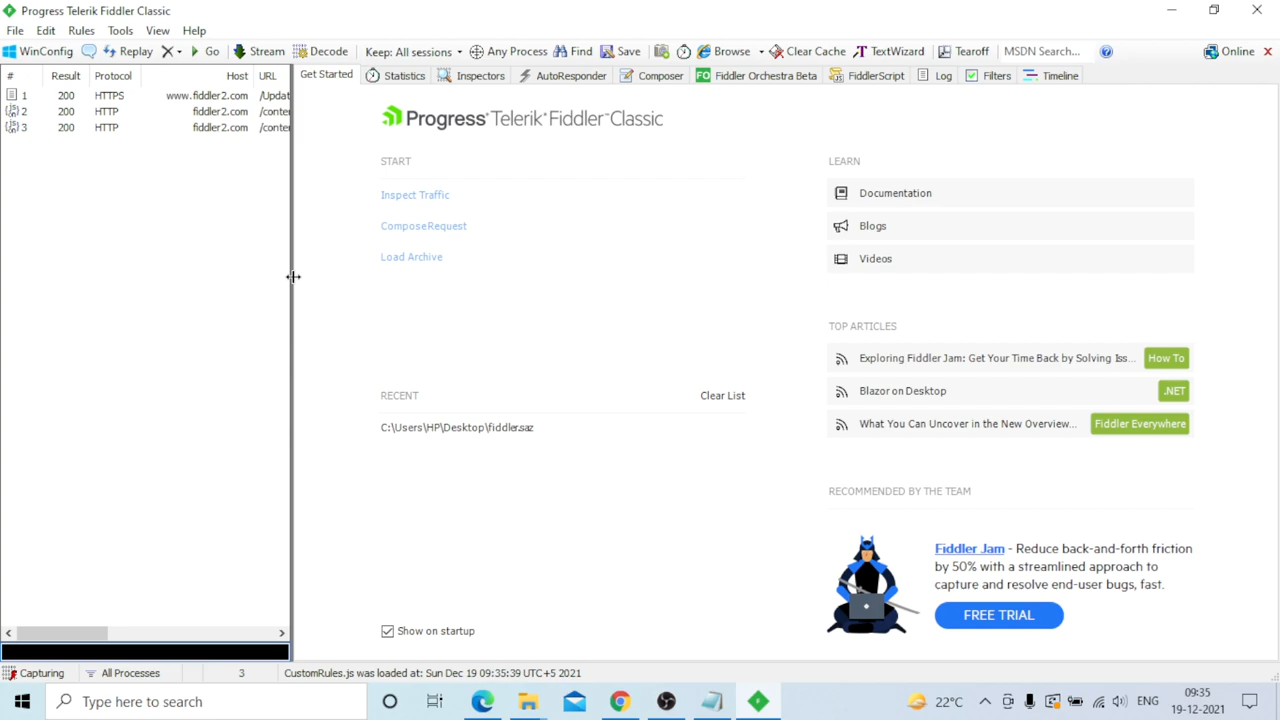 Progress Telerik Fiddler Classic
File Edit Rules Tools View Help
WinConfig Replay Go Stream Decode Keep: All sessions Any Process Find Save Browse Clear Cache TextWizard Tearoff MSDN Search... Online
# Result Protocol Host URL
1 200 HTTPS www.fiddler2.com /Updat
2 200 HTTP fiddler2.com /conter
3 200 HTTP fiddler2.com /conter
Get Started Statistics Inspectors AutoResponder Composer FO Fiddler Orchestra Beta FiddlerScript Log Filters Timeline
Progress Telerik Fiddler Classic
START
Inspect Traffic
Compose Request
Load Archive
RECENT Clear List
C:\Users\HP\Desktop\fiddler.saz
Show on startup
LEARN
Documentation
Blogs
Videos
TOP ARTICLES
Exploring Fiddler Jam: Get Your Time Back by Solving Iss... How To
Blazor on Desktop .NET
What You Can Uncover in the New Overview... Fiddler Everywhere
RECOMMENDED BY THE TEAM
Fiddler Jam - Reduce back-and-forth friction
by 50% with a streamlined approach to
capture and resolve end-user bugs, fast.
FREE TRIAL
Capturing All Processes 3 CustomRules.js was loaded at: Sun Dec 19 09:35:39 UTC+5 2021
Type here to search 22°C ENG 09:35
19-12-2021